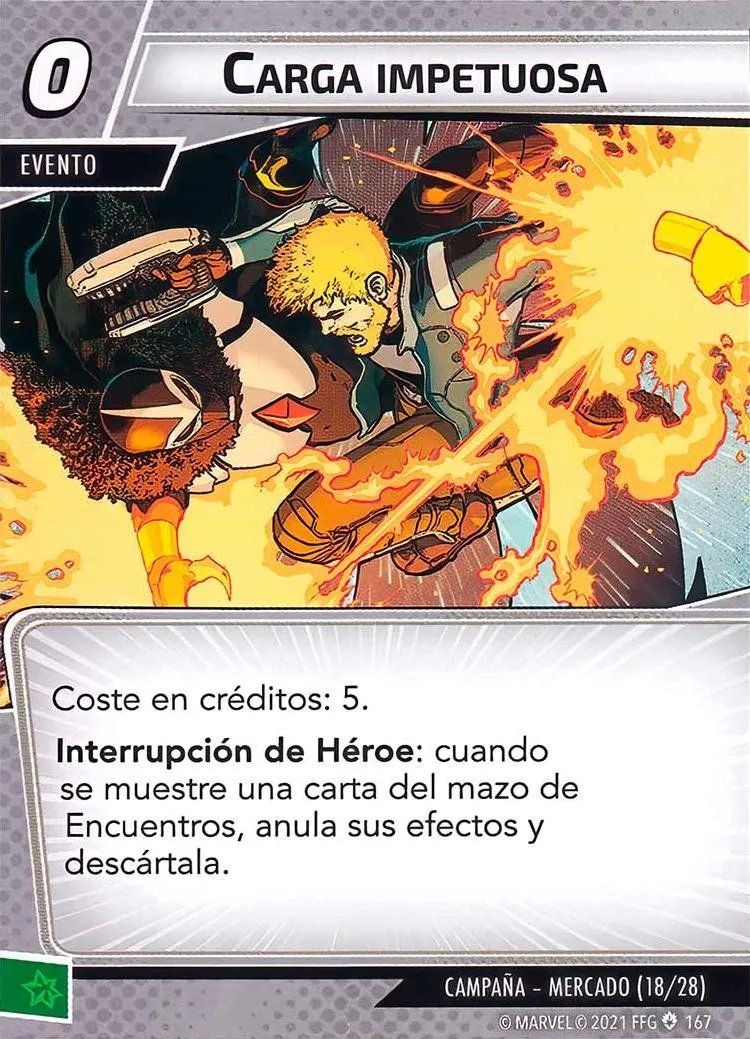 0
CARGA IMPETUOSA
EVENTO
Coste en créditos: 5.
Interrupción de Héroe: cuando
se muestre una carta del mazo de
Encuentros, anula sus efectos y
descártala.
CAMPAÑA – MERCADO (18/28)
© MARVEL © 2021 FFG 167